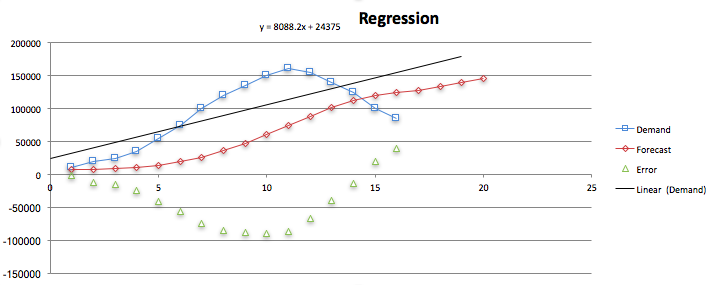 Regression
y = 8088.2x + 24375
200000
150000
100000
50000
0
-50000
-100000
-150000
0 5 10 15 20 25
Demand
Forecast
Error
Linear (Demand)